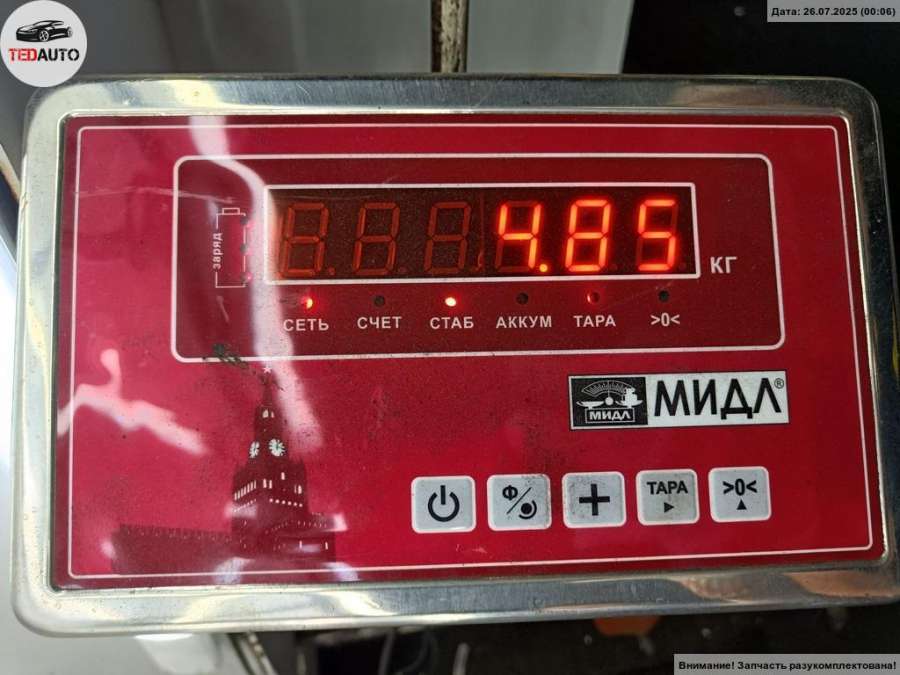 Дата: 26.07.2025 (00:06)
TEDAUTO
заряд
4.85
КГ
СЕТЬ СЧЕТ СТАБ АККУМ ТАРА >0<
МИДЛ МИДЛ®
Ф/ ТАРА >0<
Внимание! Запчасть разукомплектована!